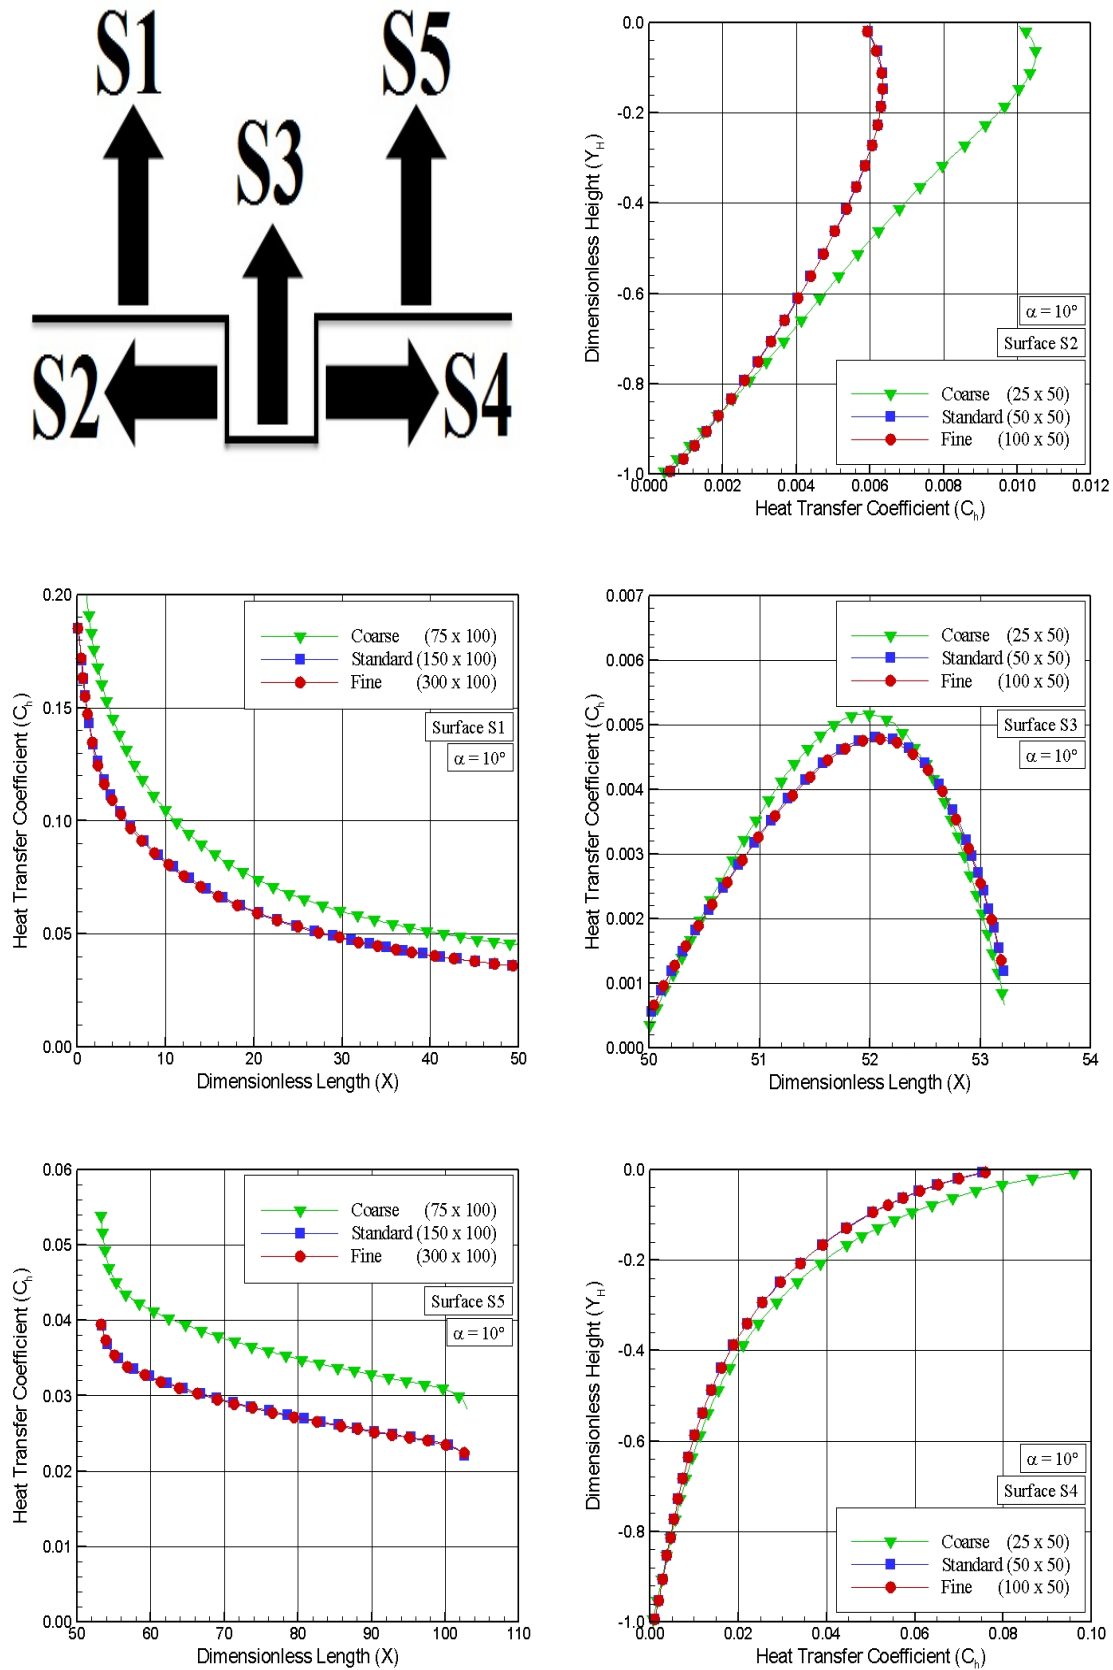 S1
S5
S3
S2
S4
0.0
-0.2
-0.4
-0.6
-0.8
-1.0
Dimensionless Height (Y_H)
α = 10°
Surface S2
Coarse (25 x 50)
Standard (50 x 50)
Fine (100 x 50)
0.000 0.002 0.004 0.006 0.008 0.010 0.012
Heat Transfer Coefficient (C_h)
0.20
0.15
0.10
0.05
0.00
Heat Transfer Coefficient (C_h)
Coarse (75 x 100)
Standard (150 x 100)
Fine (300 x 100)
Surface S1
α = 10°
0 10 20 30 40 50
Dimensionless Length (X)
0.007
0.006
0.005
0.004
0.003
0.002
0.001
0.000
Heat Transfer Coefficient (C_h)
Coarse (25 x 50)
Standard (50 x 50)
Fine (100 x 50)
Surface S3
α = 10°
50 51 52 53 54
Dimensionless Length (X)
0.06
0.05
0.04
0.03
0.02
0.01
0.00
Heat Transfer Coefficient (C_h)
Coarse (75 x 100)
Standard (150 x 100)
Fine (300 x 100)
Surface S5
α = 10°
50 60 70 80 90 100 110
Dimensionless Length (X)
0.0
-0.2
-0.4
-0.6
-0.8
-1.0
Dimensionless Height (Y_H)
α = 10°
Surface S4
Coarse (25 x 50)
Standard (50 x 50)
Fine (100 x 50)
0.00 0.02 0.04 0.06 0.08 0.10
Heat Transfer Coefficient (C_h)